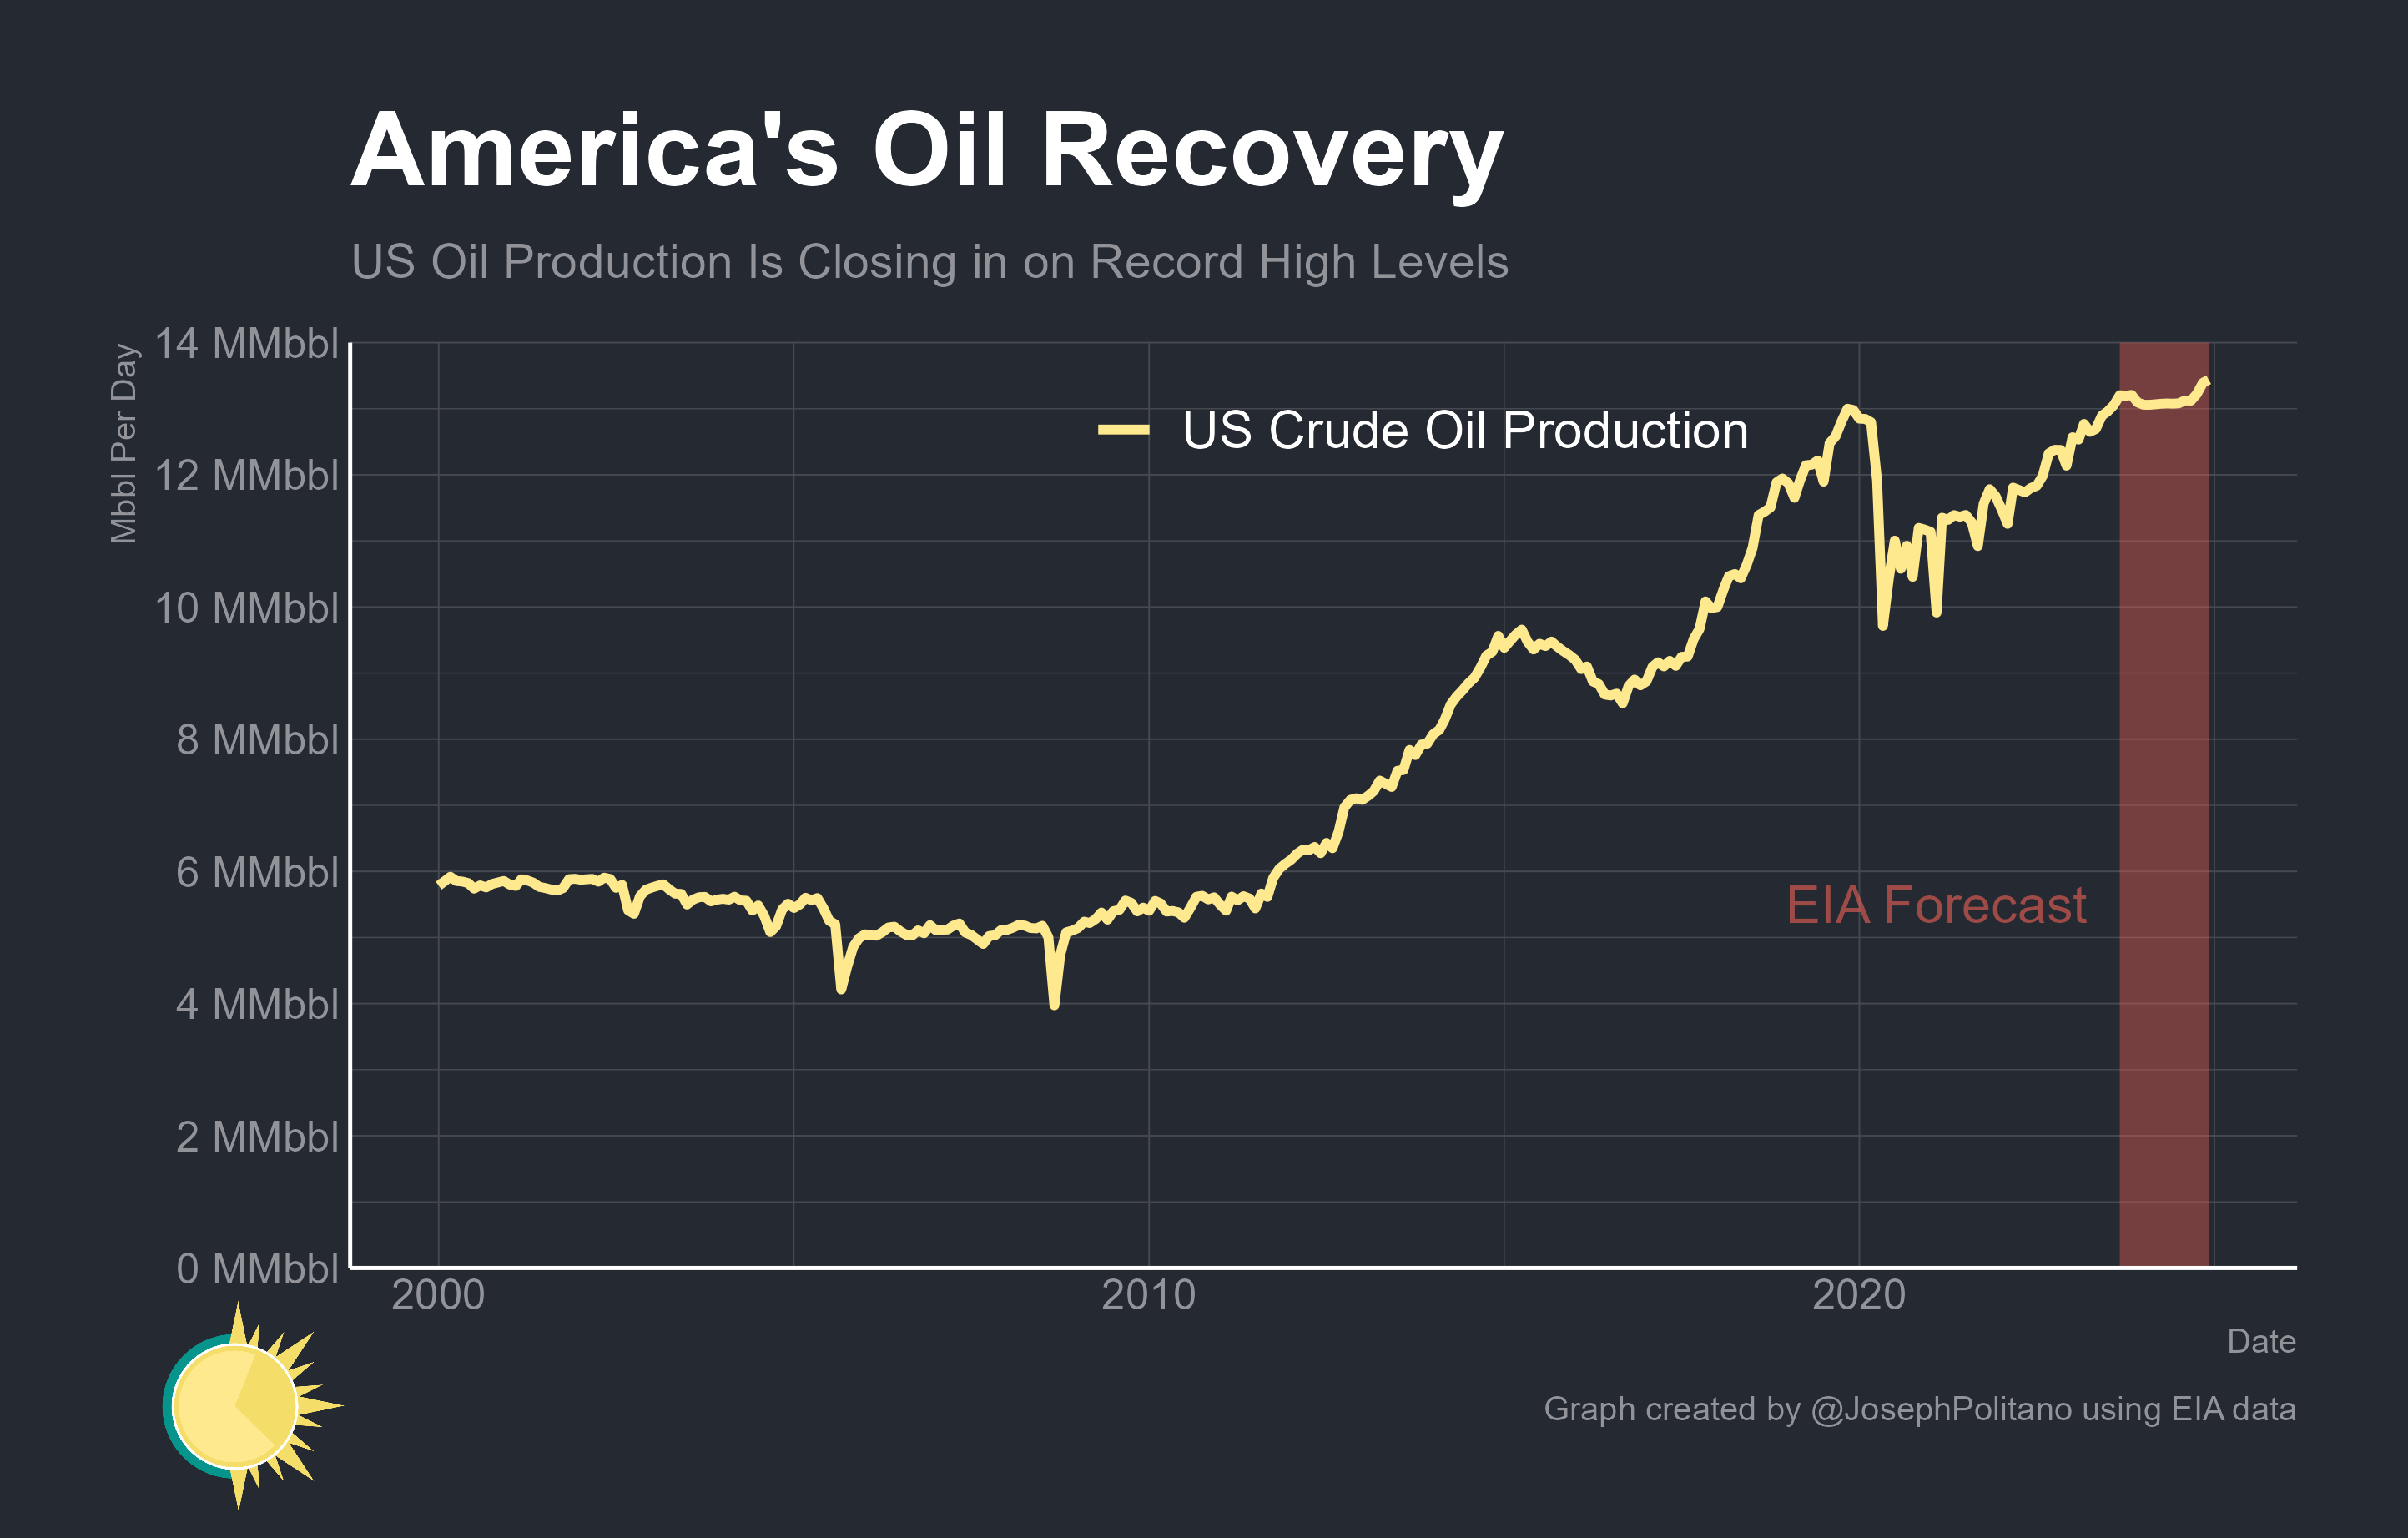 America's Oil Recovery
US Oil Production Is Closing in on Record High Levels
Mbbl Per Day
14 MMbbl
12 MMbbl
10 MMbbl
8 MMbbl
6 MMbbl
4 MMbbl
2 MMbbl
0 MMbbl
US Crude Oil Production
EIA Forecast
2000
2010
2020
Date
Graph created by @JosephPolitano using EIA data